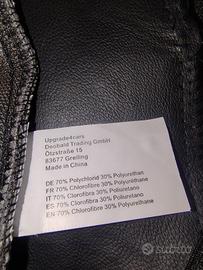 Upgrade4cars
Deobald Trading GmbH
Ötzstraße 15
83677 Greiling
Made in China
DE 70% Polychlorid 30% Polyurethan
FR 70% Chlorofibre 30% Polyuréthane
IT 70% Clorofibra 30% Poliuretano
ES 70% Clorofibra 30% Poliuretano
EN 70% Chlorofibre 30% Polyurethane
subito